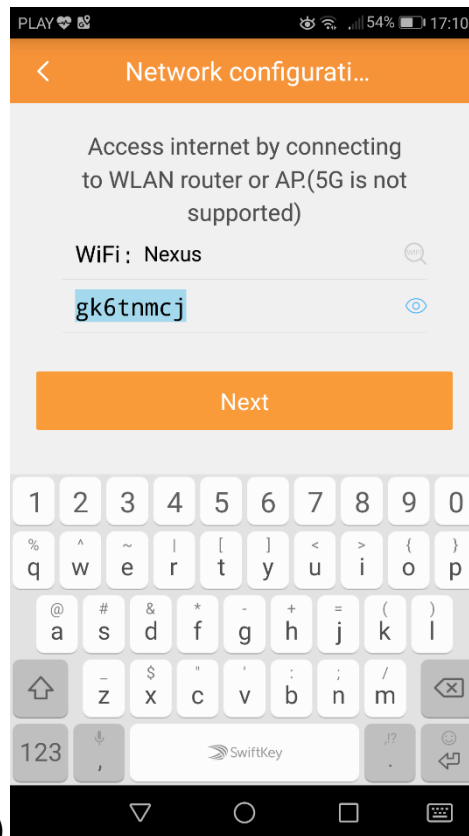 PLAY 54% 17:10
Network configurati...
Access internet by connecting
to WLAN router or AP.(5G is not
supported)
WiFi: Nexus
gk6tnmcj
Next
1 2 3 4 5 6 7 8 9 0
% ^ ~ | [ ] < > { }
q w e r t y u i o p
@ # & * - + = ( )
a s d f g h j k l
_ $ " ' : ; /
z x c v b n m
123 , SwiftKey ,!? .